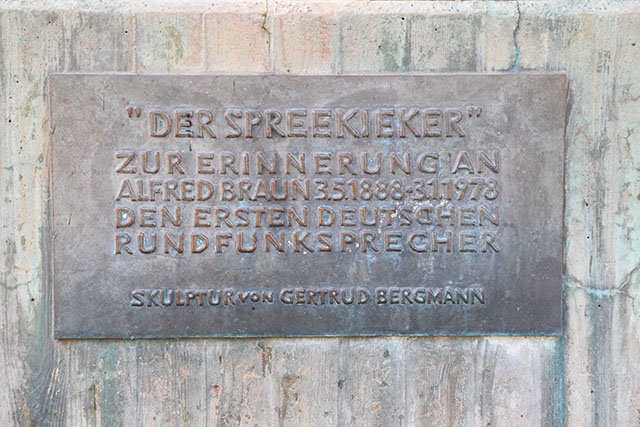 "DER SPREEKIEKER"
ZUR ERINNERUNG AN
ALFRED BRAUN 3.5.1888-3.1.1978
DEN ERSTEN DEUTSCHEN
RUNDFUNKSPRECHER
SKULPTUR VON GERTRUD BERGMANN